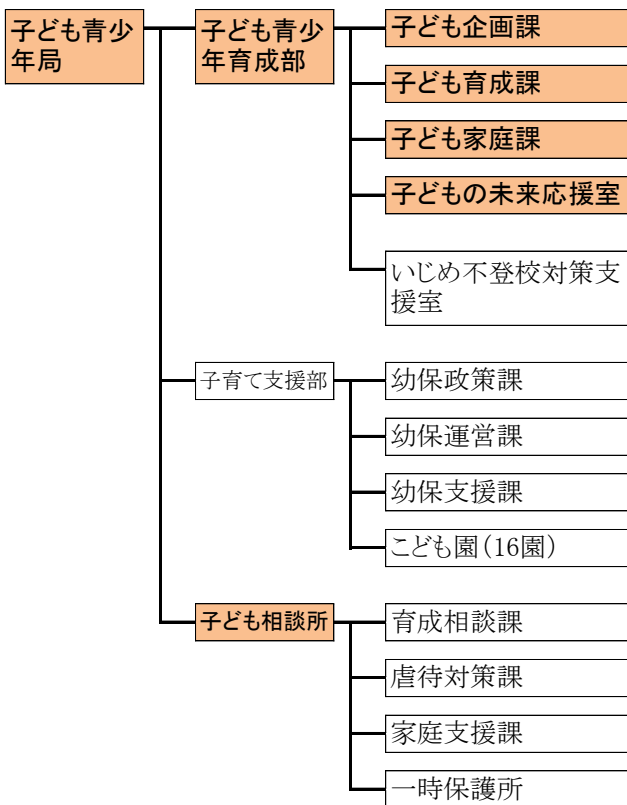 子ども青少
年局
子ども青少
年育成部
子ども企画課
子ども育成課
子ども家庭課
子どもの未来応援室
いじめ不登校対策支
援室
子育て支援部
幼保政策課
幼保運営課
幼保支援課
こども園(16園)
子ども相談所
育成相談課
虐待対策課
家庭支援課
一時保護所